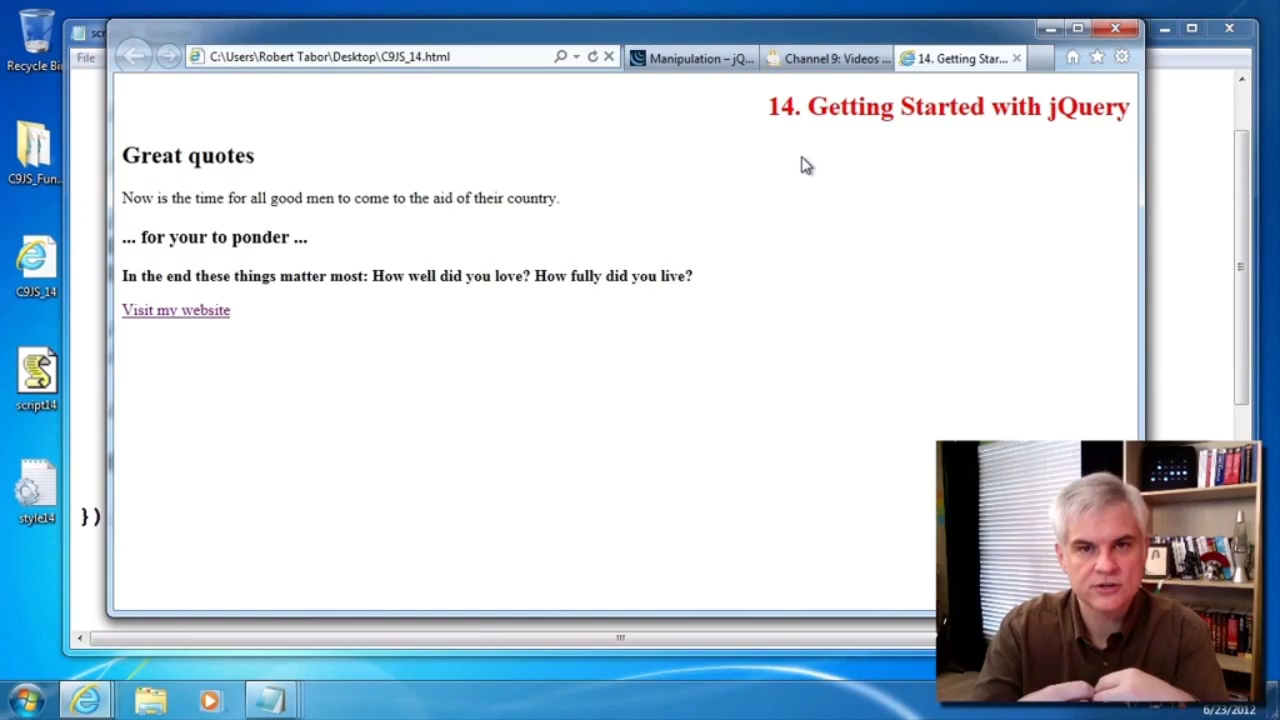 Recycle Bi
scr
C:\Users\Robert Tabor\Desktop\C9JS_14.html
Manipulation – jQ...
Channel 9: Videos ...
14. Getting Star...
File
14. Getting Started with jQuery
Great quotes
Now is the time for all good men to come to the aid of their country.
... for your to ponder ...
In the end these things matter most: How well did you love? How fully did you live?
Visit my website
C9JS_Fun...
C9JS_14
script14
style14
})
6/23/2012